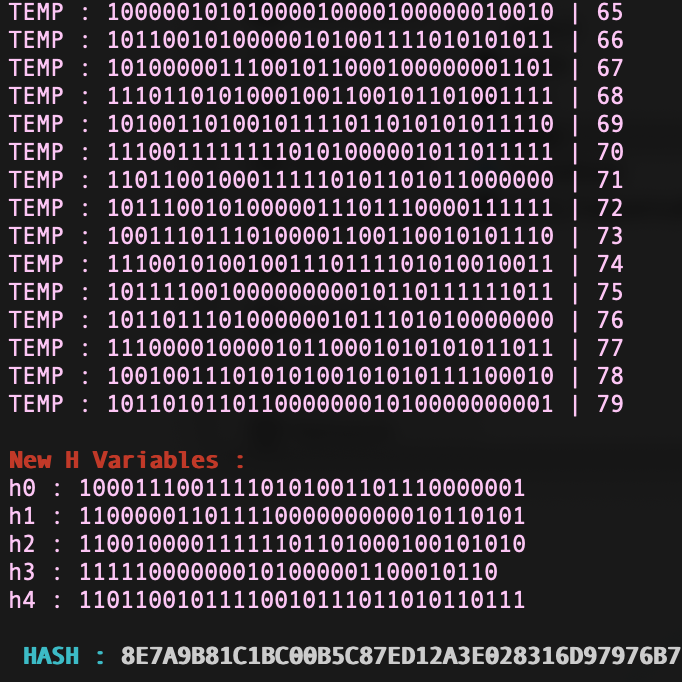 TEMP : 10000010101000010000100000010010 | 65
TEMP : 10110010100000101001111010101011 | 66
TEMP : 10100000111001011000100000001101 | 67
TEMP : 11101101010001001100101101001111 | 68
TEMP : 10100110100101111011010101011110 | 69
TEMP : 11100111111110101000001011011111 | 70
TEMP : 11011001000111110101101011000000 | 71
TEMP : 10111001010000011101110000111111 | 72
TEMP : 10011101110100001100110010101110 | 73
TEMP : 11100101001001110111101010010011 | 74
TEMP : 10111100100000000010110111111011 | 75
TEMP : 10110111010000001011101010000000 | 76
TEMP : 11100001000010110001010101011011 | 77
TEMP : 10010011101010100101010111100010 | 78
TEMP : 10110101101100000001010000000001 | 79
New H Variables :
h0 : 10001110011110101001101110000001
h1 : 11000001101111000000000010110101
h2 : 11001000011111101101000100101010
h3 : 111110000000101000001100010110
h4 : 11011001011110010111011010110111
HASH : 8E7A9B81C1BC00B5C87ED12A3E028316D97976B7